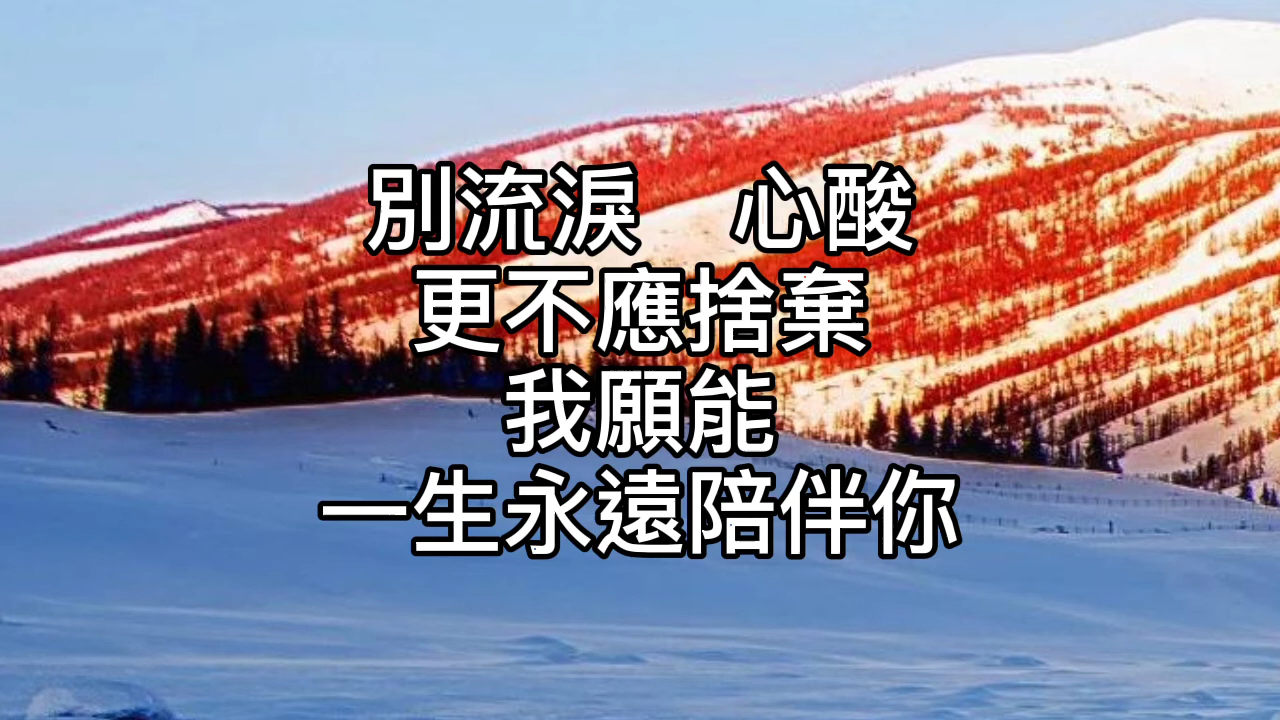 別流淚　心酸
更不應捨棄
我願能
一生永遠陪伴你